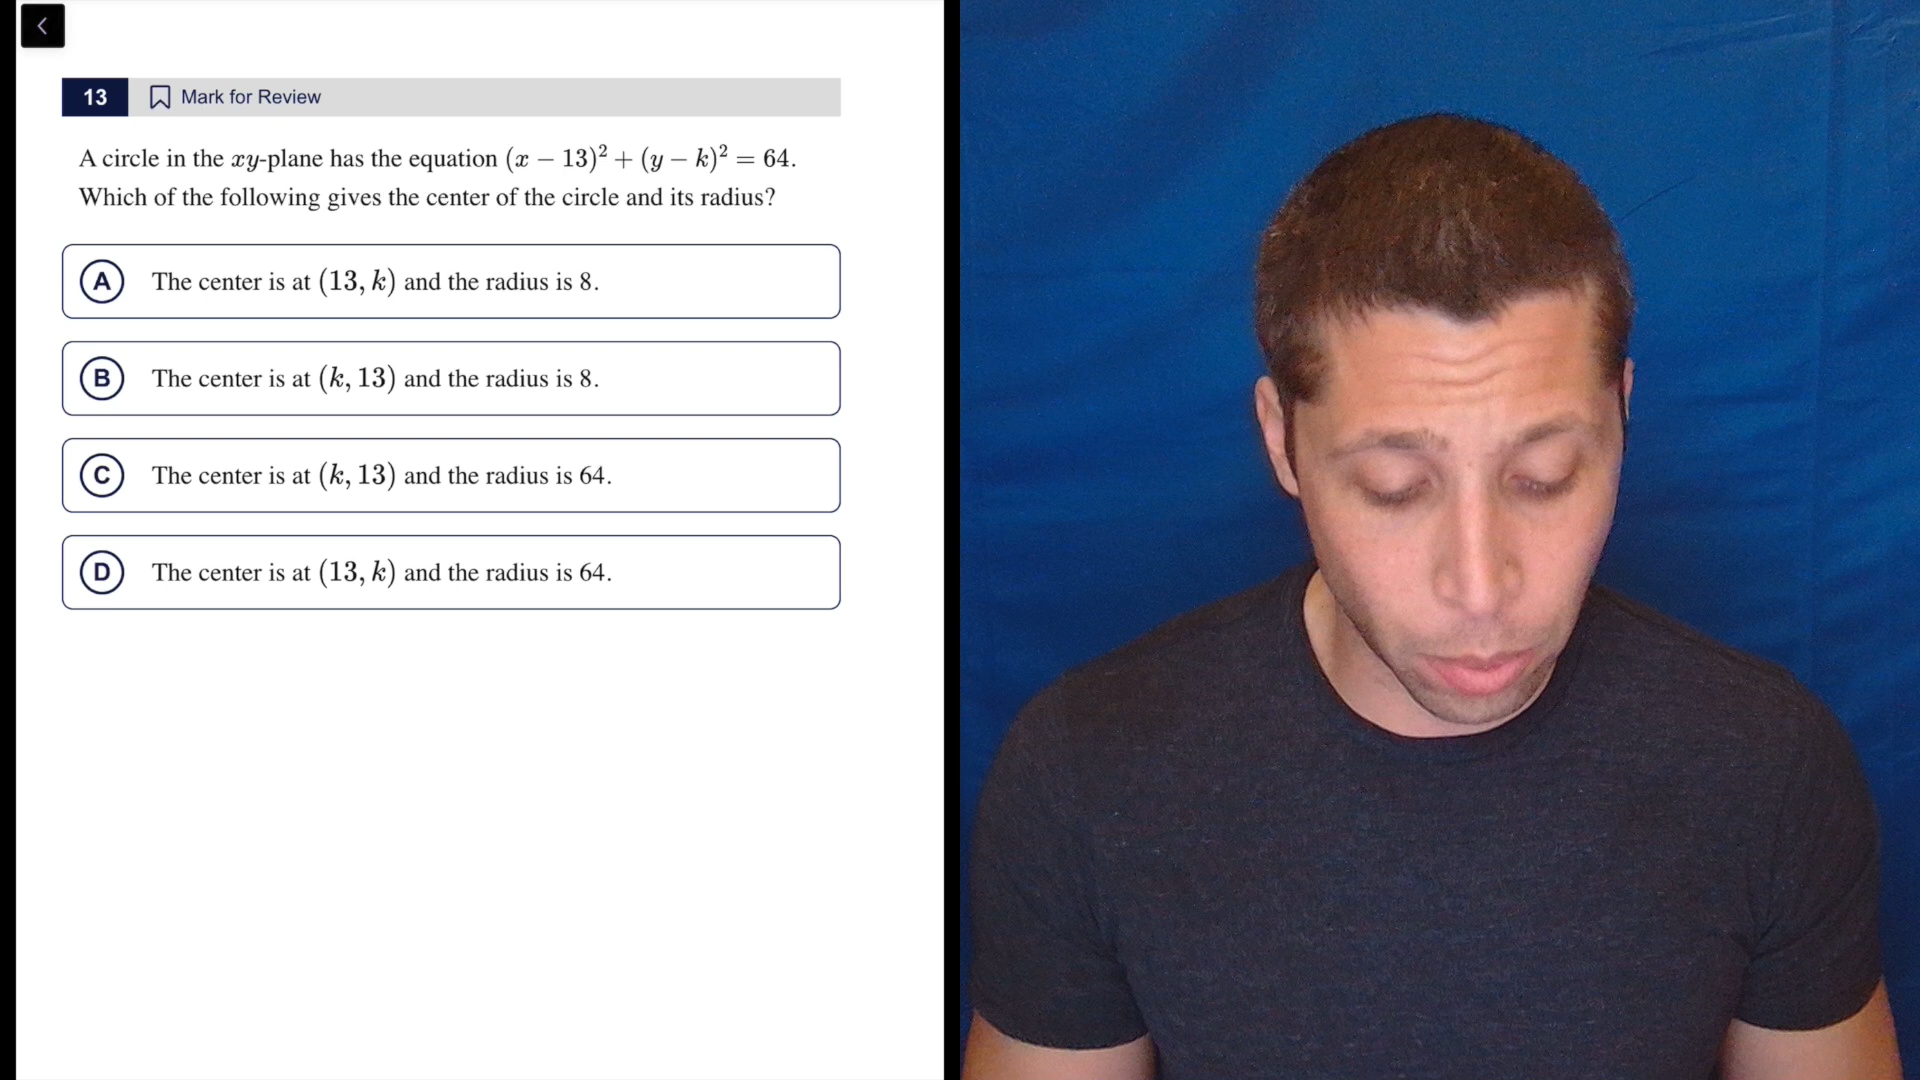 13 Mark for Review
A circle in the xy-plane has the equation (x − 13)² + (y − k)² = 64.
Which of the following gives the center of the circle and its radius?
A The center is at (13, k) and the radius is 8.
B The center is at (k, 13) and the radius is 8.
C The center is at (k, 13) and the radius is 64.
D The center is at (13, k) and the radius is 64.